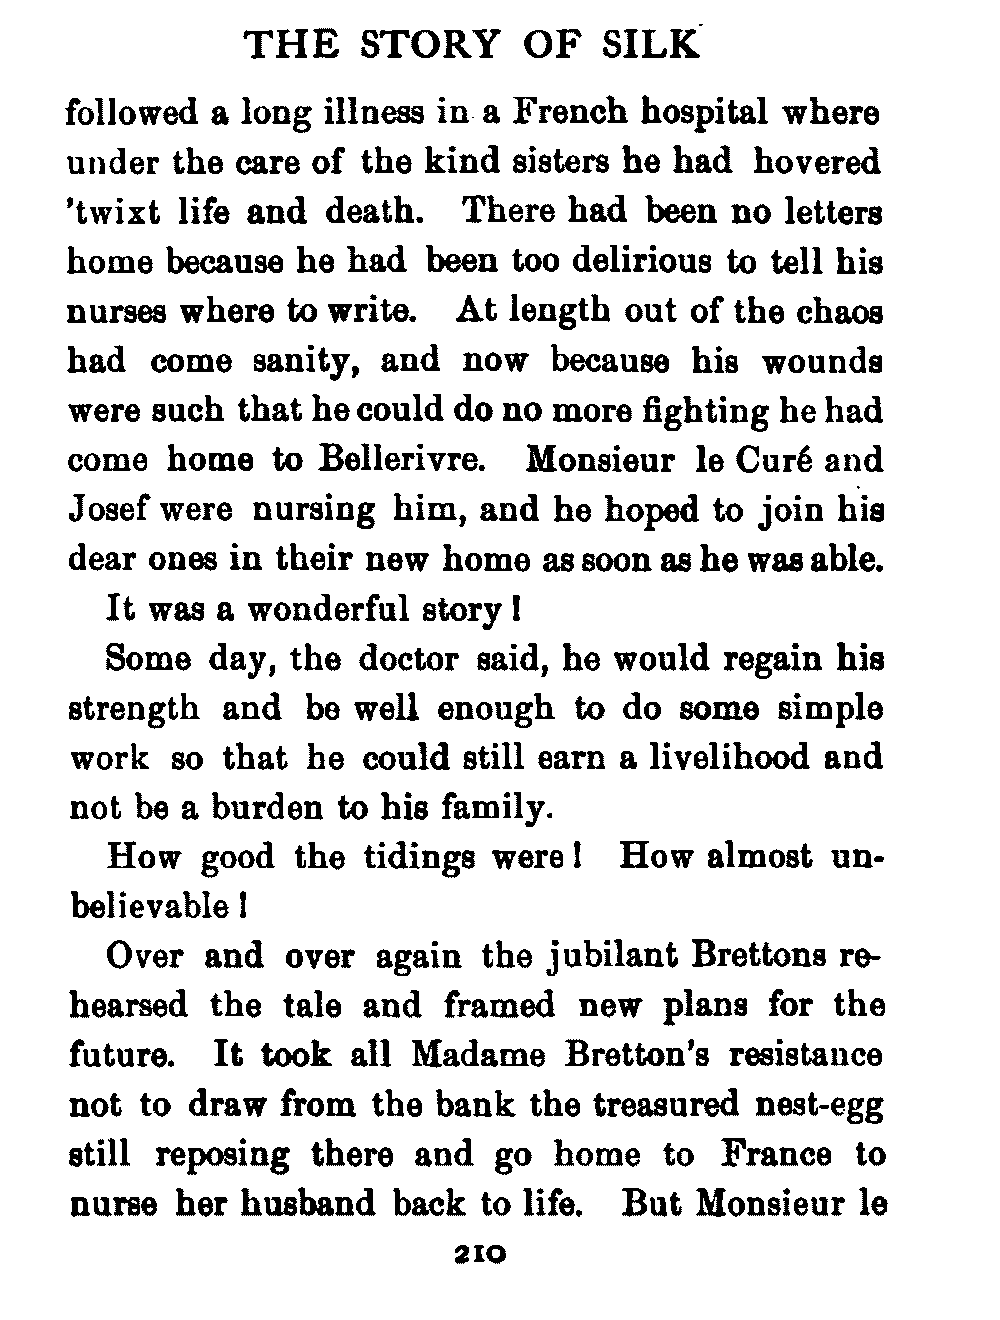 THE STORY OF SILK
followed a long illness in a French hospital where
under the care of the kind sisters he had hovered
'twixt life and death. There had been no letters
home because he had been too delirious to tell his
nurses where to write. At length out of the chaos
had come sanity, and now because his wounds
were such that he could do no more fighting he had
come home to Bellerivre. Monsieur le Curé and
Josef were nursing him, and he hoped to join his
dear ones in their new home as soon as he was able.
It was a wonderful story!
Some day, the doctor said, he would regain his
strength and be well enough to do some simple
work so that he could still earn a livelihood and
not be a burden to his family.
How good the tidings were! How almost un-
believable!
Over and over again the jubilant Brettons re-
hearsed the tale and framed new plans for the
future. It took all Madame Bretton's resistance
not to draw from the bank the treasured nest-egg
still reposing there and go home to France to
nurse her husband back to life. But Monsieur le
210